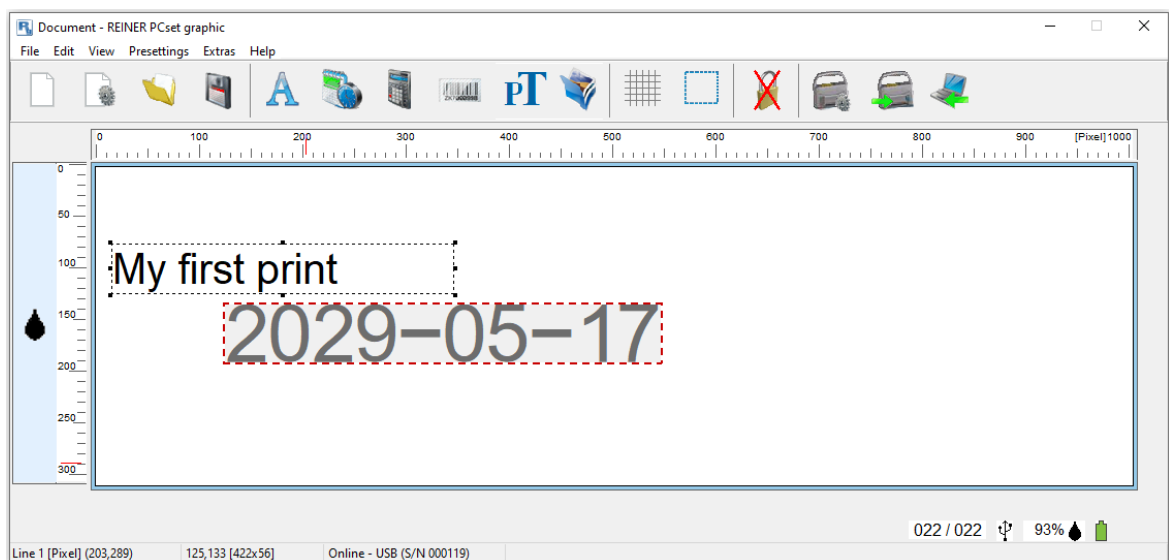 Document - REINER PCset graphic
File Edit View Presettings Extras Help
A pT
0 100 200 300 400 500 600 700 800 900 [Pixel]1000
0
50
100
My first print
150
2029-05-17
200
250
300
022 / 022 93%
Line 1 [Pixel] (203,289) 125,133 [422x56] Online - USB (S/N 000119)